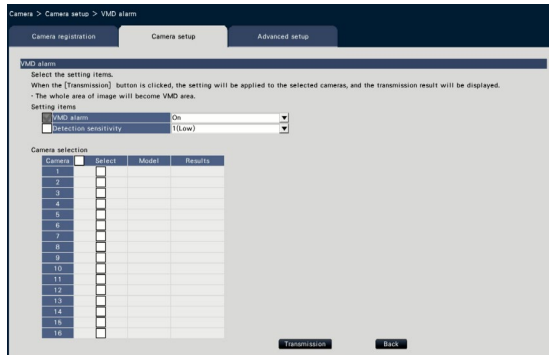 Camera > Camera setup > VMD alarm
Camera registration Camera setup Advanced setup
VMD alarm
Select the setting items.
When the [Transmission] button is clicked, the setting will be applied to the selected cameras, and the transmission result will be displayed.
- The whole area of image will become VMD area.
Setting items
VMD alarm On
Detection sensitivity 1(Low)
Camera selection
Camera Select Model Results
1
2
3
4
5
6
7
8
9
10
11
12
13
14
15
16
Transmission Back